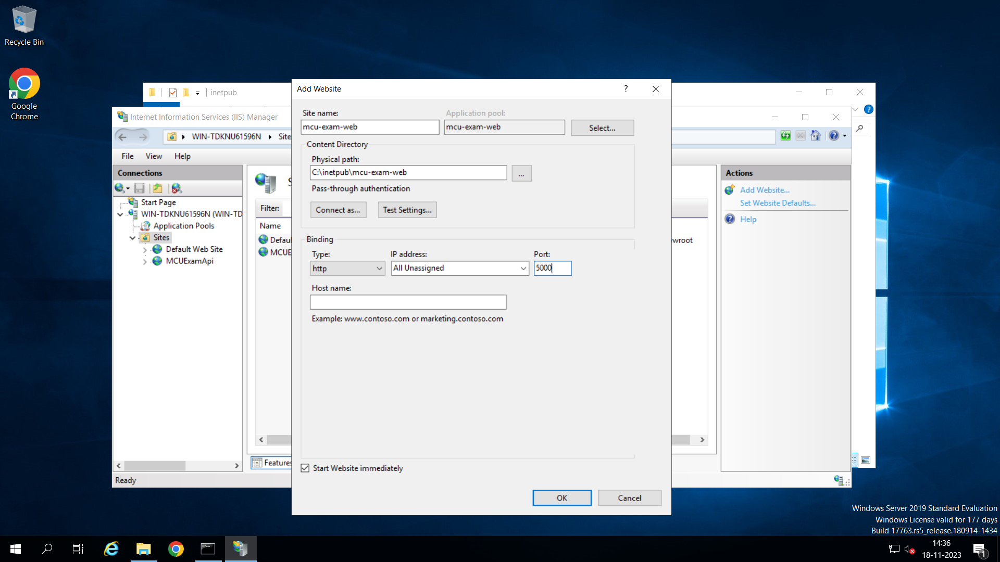 Recycle Bin
Google
Chrome
inetpub
Add Website
?
Internet Information Services (IIS) Manager
WIN-TDKNU61596N
Site
File
View
Help
Connections
Start Page
WIN-TDKNU61596N (WIN-TD
Application Pools
Sites
Default Web Site
MCUExamApi
Ready
S
Filter:
Name
Defau
MCUE
Features
wroot
Site name:
Application pool:
mcu-exam-web
mcu-exam-web
Select...
Content Directory
Physical path:
C:\inetpub\mcu-exam-web
...
Pass-through authentication
Connect as...
Test Settings...
Binding
Type:
IP address:
Port:
http
All Unassigned
5000
Host name:
Example: www.contoso.com or marketing.contoso.com
Start Website immediately
OK
Cancel
Actions
Add Website...
Set Website Defaults...
Help
Windows Server 2019 Standard Evaluation
Windows License valid for 177 days
Build 17763.rs5_release.180914-1434
14:36
18-11-2023
1